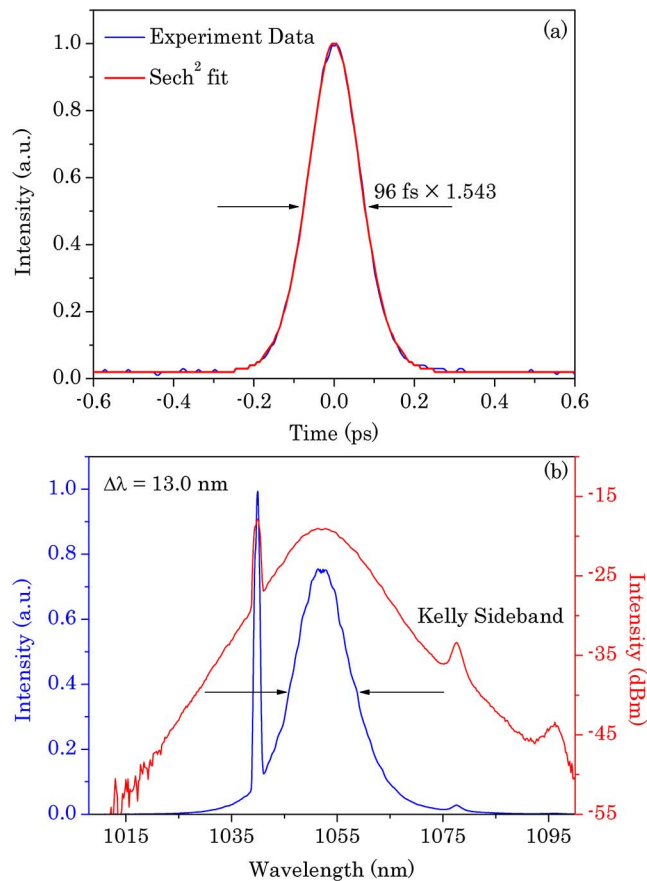 (a)
Experiment Data
Sech² fit
96 fs × 1.543
Intensity (a.u.)
1.0
0.8
0.6
0.4
0.2
0.0
-0.6 -0.4 -0.2 0.0 0.2 0.4 0.6
Time (ps)
(b)
Δλ = 13.0 nm
Kelly Sideband
Intensity (a.u.)
1.0
0.8
0.6
0.4
0.2
0.0
Intensity (dBm)
-15
-25
-35
-45
-55
1015 1035 1055 1075 1095
Wavelength (nm)